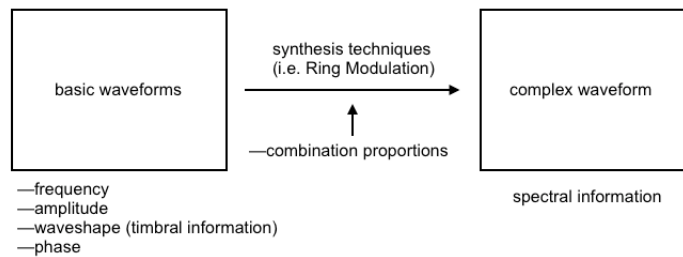 synthesis techniques
(i.e. Ring Modulation)
basic waveforms
complex waveform
—combination proportions
—frequency
—amplitude
—waveshape (timbral information)
—phase
spectral information